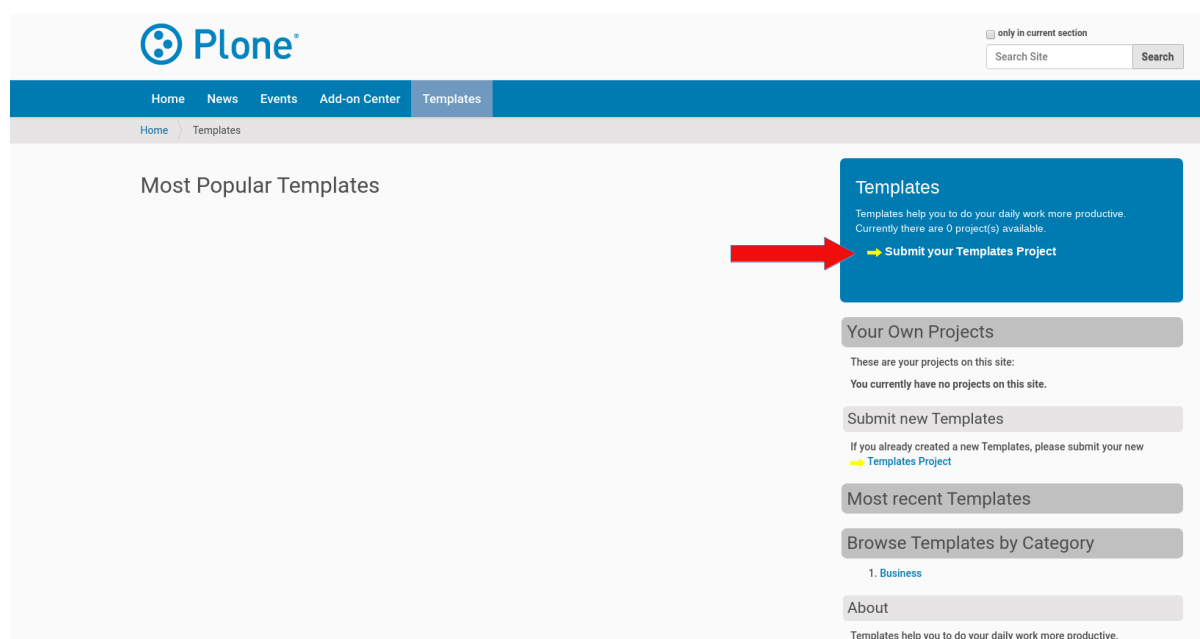 Plone®
only in current section
Search Site
Search
Home News Events Add-on Center Templates
Home Templates
Most Popular Templates
Templates
Templates help you to do your daily work more productive.
Currently there are 0 project(s) available.
Submit your Templates Project
Your Own Projects
These are your projects on this site:
You currently have no projects on this site.
Submit new Templates
If you already created a new Templates, please submit your new
Templates Project
Most recent Templates
Browse Templates by Category
1. Business
About
Templates help you to do your daily work more productive.